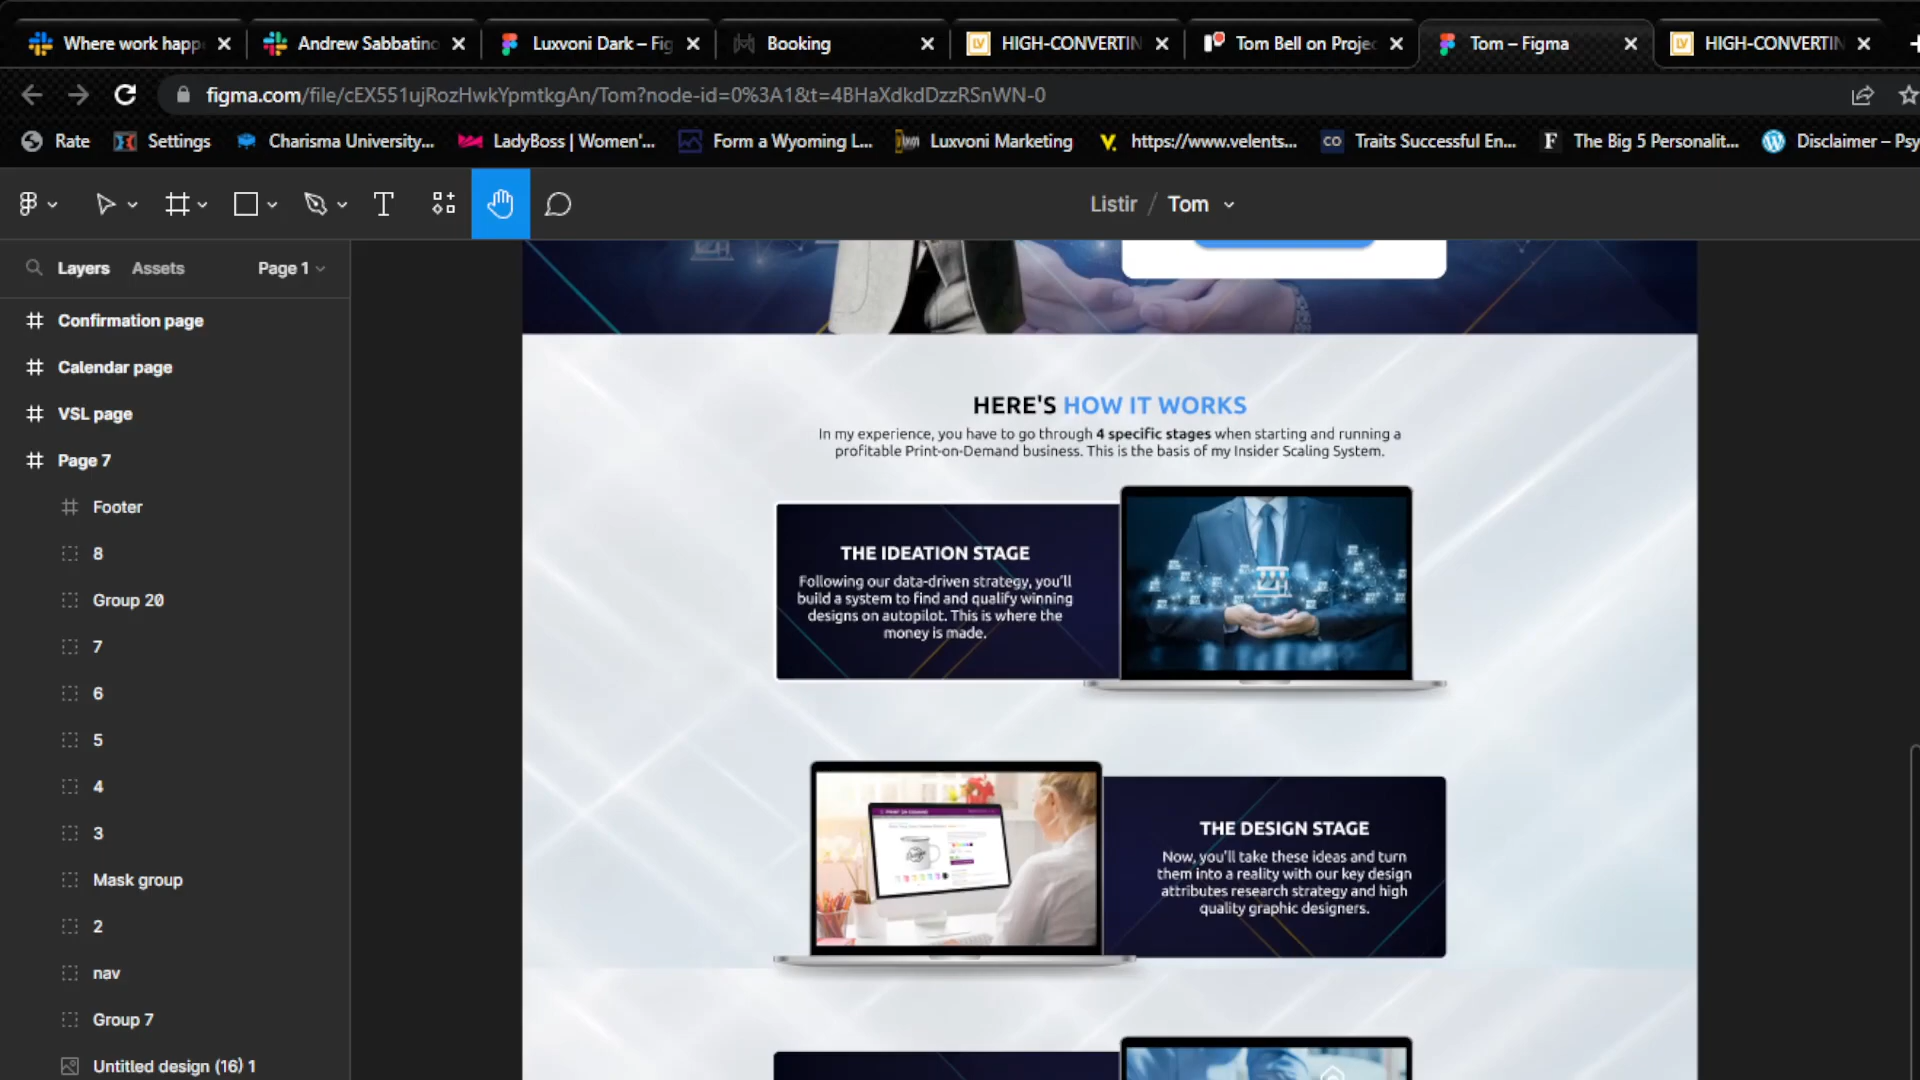 Where work happ
Andrew Sabbatino
Luxvoni Dark – Fig
Booking
HIGH-CONVERTIN
Tom Bell on Projec
Tom – Figma
HIGH-CONVERTIN
figma.com/file/cEX551ujRozHwkYpmtkgAn/Tom?node-id=0%3A1&t=4BHaXdkdDzzRSnWN-0
Rate
Settings
Charisma University...
LadyBoss | Women'...
Form a Wyoming L...
Luxvoni Marketing
https://www.velents...
CO Traits Successful En...
F The Big 5 Personalit...
Disclaimer – Psy
Listir / Tom
Layers
Assets
Page 1
Confirmation page
Calendar page
VSL page
Page 7
Footer
8
Group 20
7
6
5
4
3
Mask group
2
nav
Group 7
Untitled design (16) 1
HERE'S HOW IT WORKS
In my experience, you have to go through 4 specific stages when starting and running a
profitable Print-on-Demand business. This is the basis of my Insider Scaling System.
THE IDEATION STAGE
Following our data-driven strategy, you'll
build a system to find and qualify winning
designs on autopilot. This is where the
money is made.
PRINT ON DEMAND
THE DESIGN STAGE
Now, you'll take these ideas and turn
them into a reality with our key design
attributes research strategy and high
quality graphic designers.